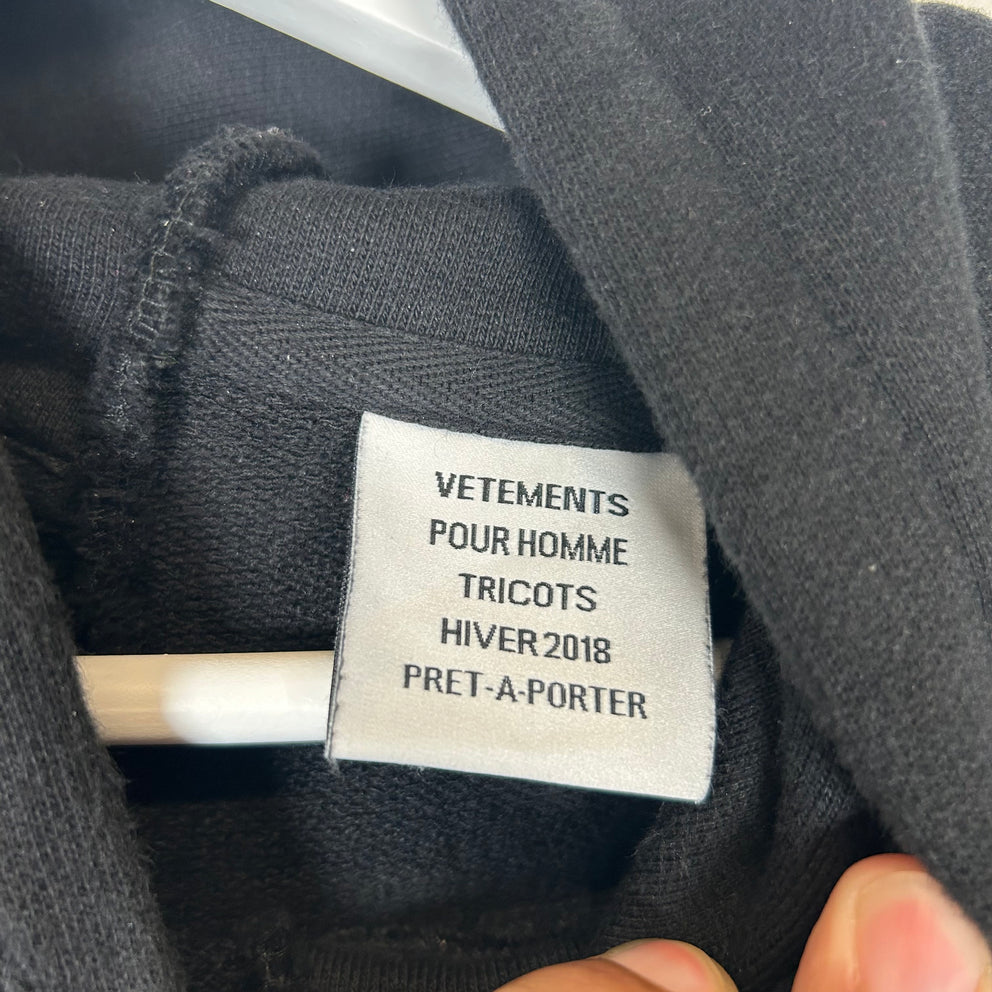 VETEMENTS
POUR HOMME
TRICOTS
HIVER 2018
PRET-A-PORTER